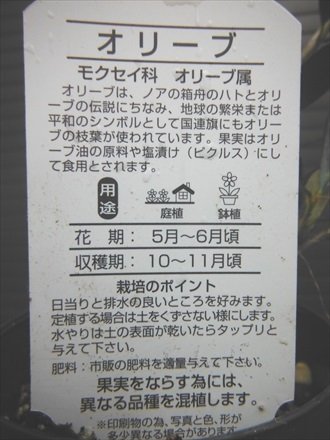 オリーブ
モクセイ科　オリーブ属
オリーブは、ノアの箱舟のハトとオリ
ーブの伝説にちなみ、地球の繁栄または
平和のシンボルとして国連旗にもオリー
ブの枝葉が使われています。果実はオリ
ーブ油の原料や塩漬け（ピクルス）にし
て食用とされます。
用途
庭植　鉢植
花　期：　5月〜6月頃
収穫期：　10〜11月頃
栽培のポイント
日当りと排水の良いところを好みます。
定植する場合は土をくずさない様にします。
水やりは土の表面が乾いたらタップリと
与えて下さい。
肥料：市販の肥料を適量与えて下さい。
果実をならす為には、
異なる品種を混植します。
※印刷物の為、写真と色、形が
多少異なる場合があります